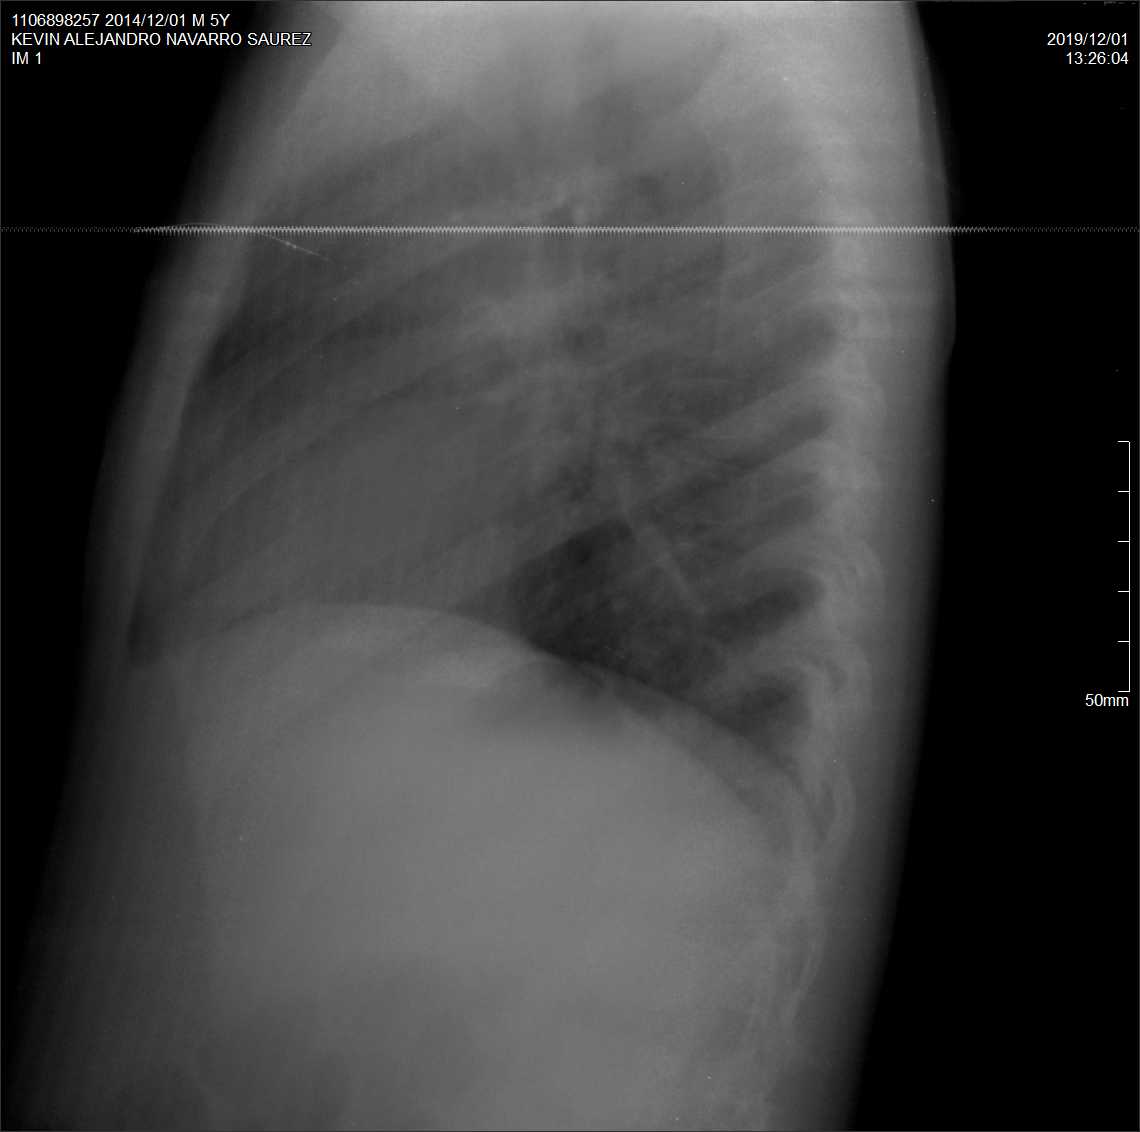 1106898257 2014/12/01 M 5Y
KEVIN ALEJANDRO NAVARRO SAUREZ
IM 1
2019/12/01
13:26:04
50mm